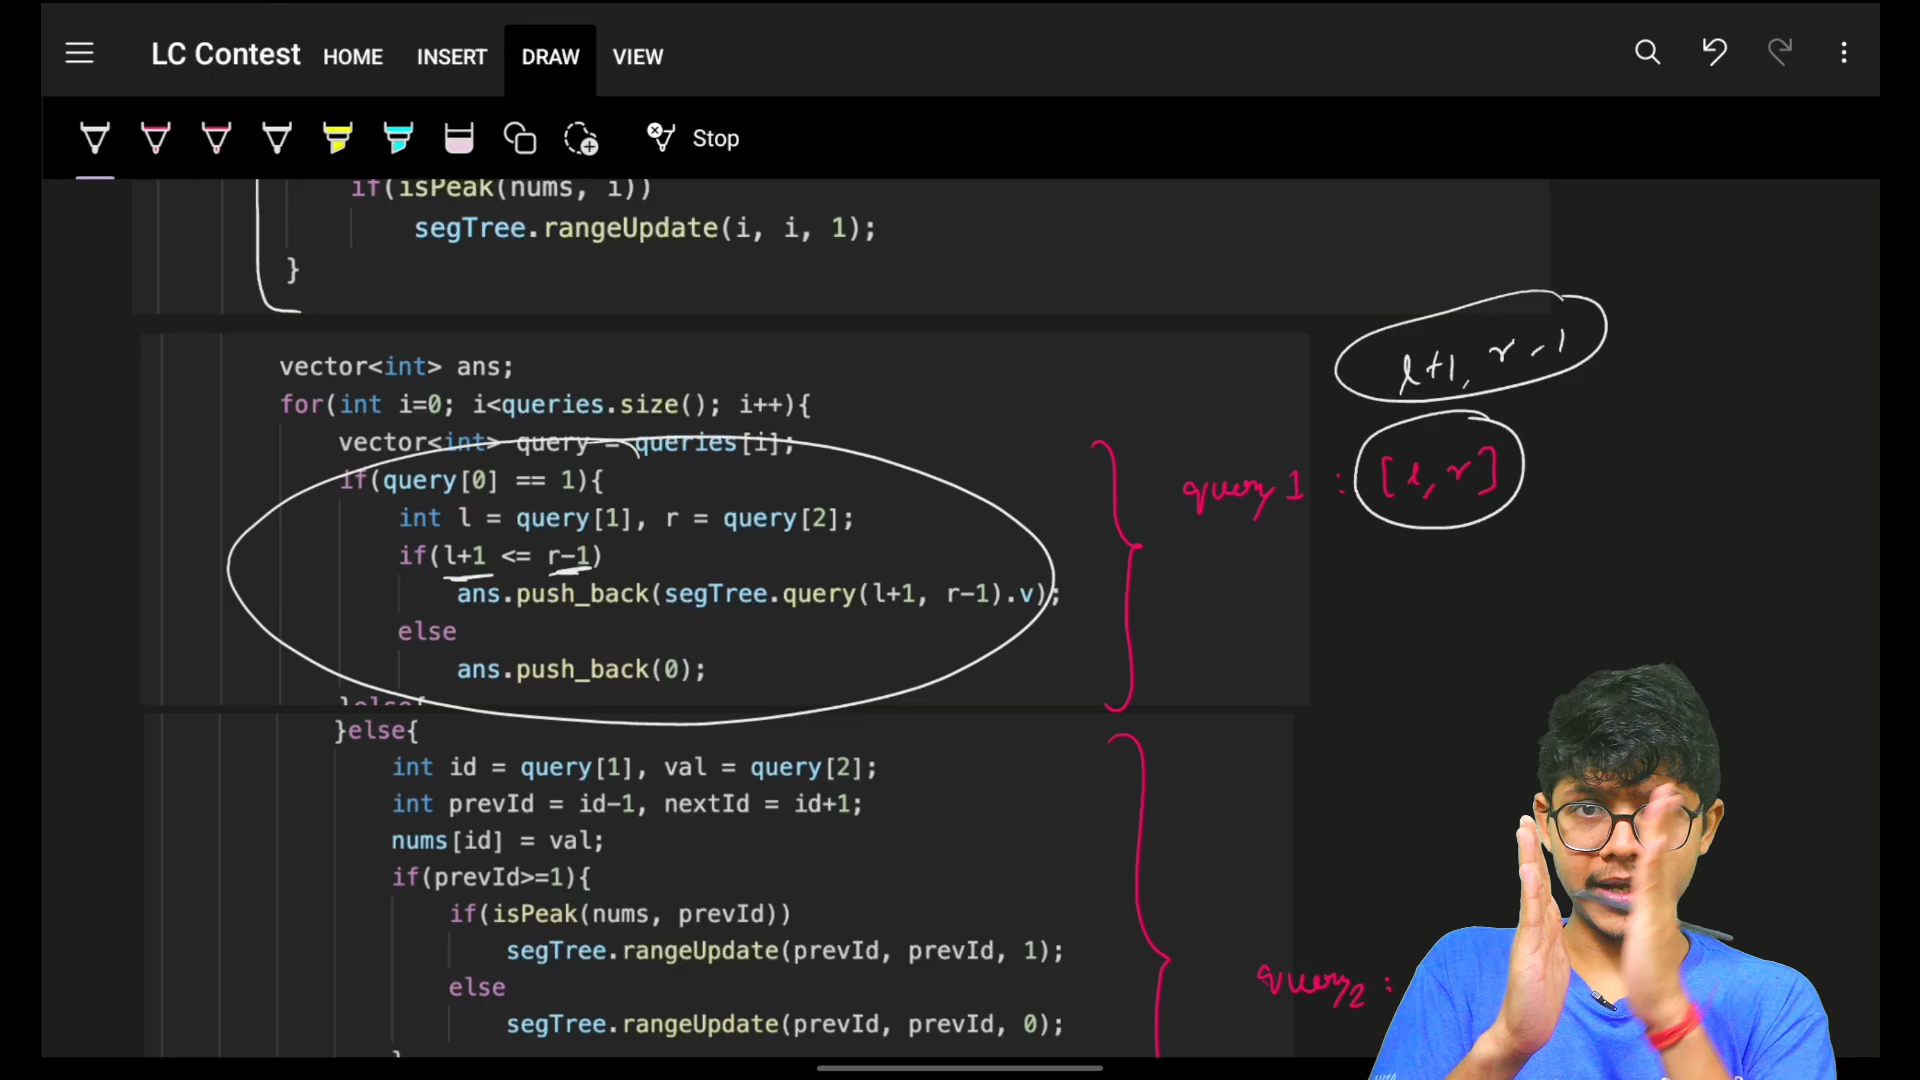 LC Contest HOME INSERT DRAW VIEW
Stop
if(isPeak(nums, i))
segTree.rangeUpdate(i, i, 1);
}
vector<int> ans;
for(int i=0; i<queries.size(); i++){
vector<int> query = queries[i];
if(query[0] == 1){
int l = query[1], r = query[2];
if(l+1 <= r-1)
ans.push_back(segTree.query(l+1, r-1).v);
else
ans.push_back(0);
}else{
l+1, r-1
query 1 : [l, r]
}else{
int id = query[1], val = query[2];
int prevId = id-1, nextId = id+1;
nums[id] = val;
if(prevId>=1){
if(isPeak(nums, prevId))
segTree.rangeUpdate(prevId, prevId, 1);
else
segTree.rangeUpdate(prevId, prevId, 0);
}
query2 :